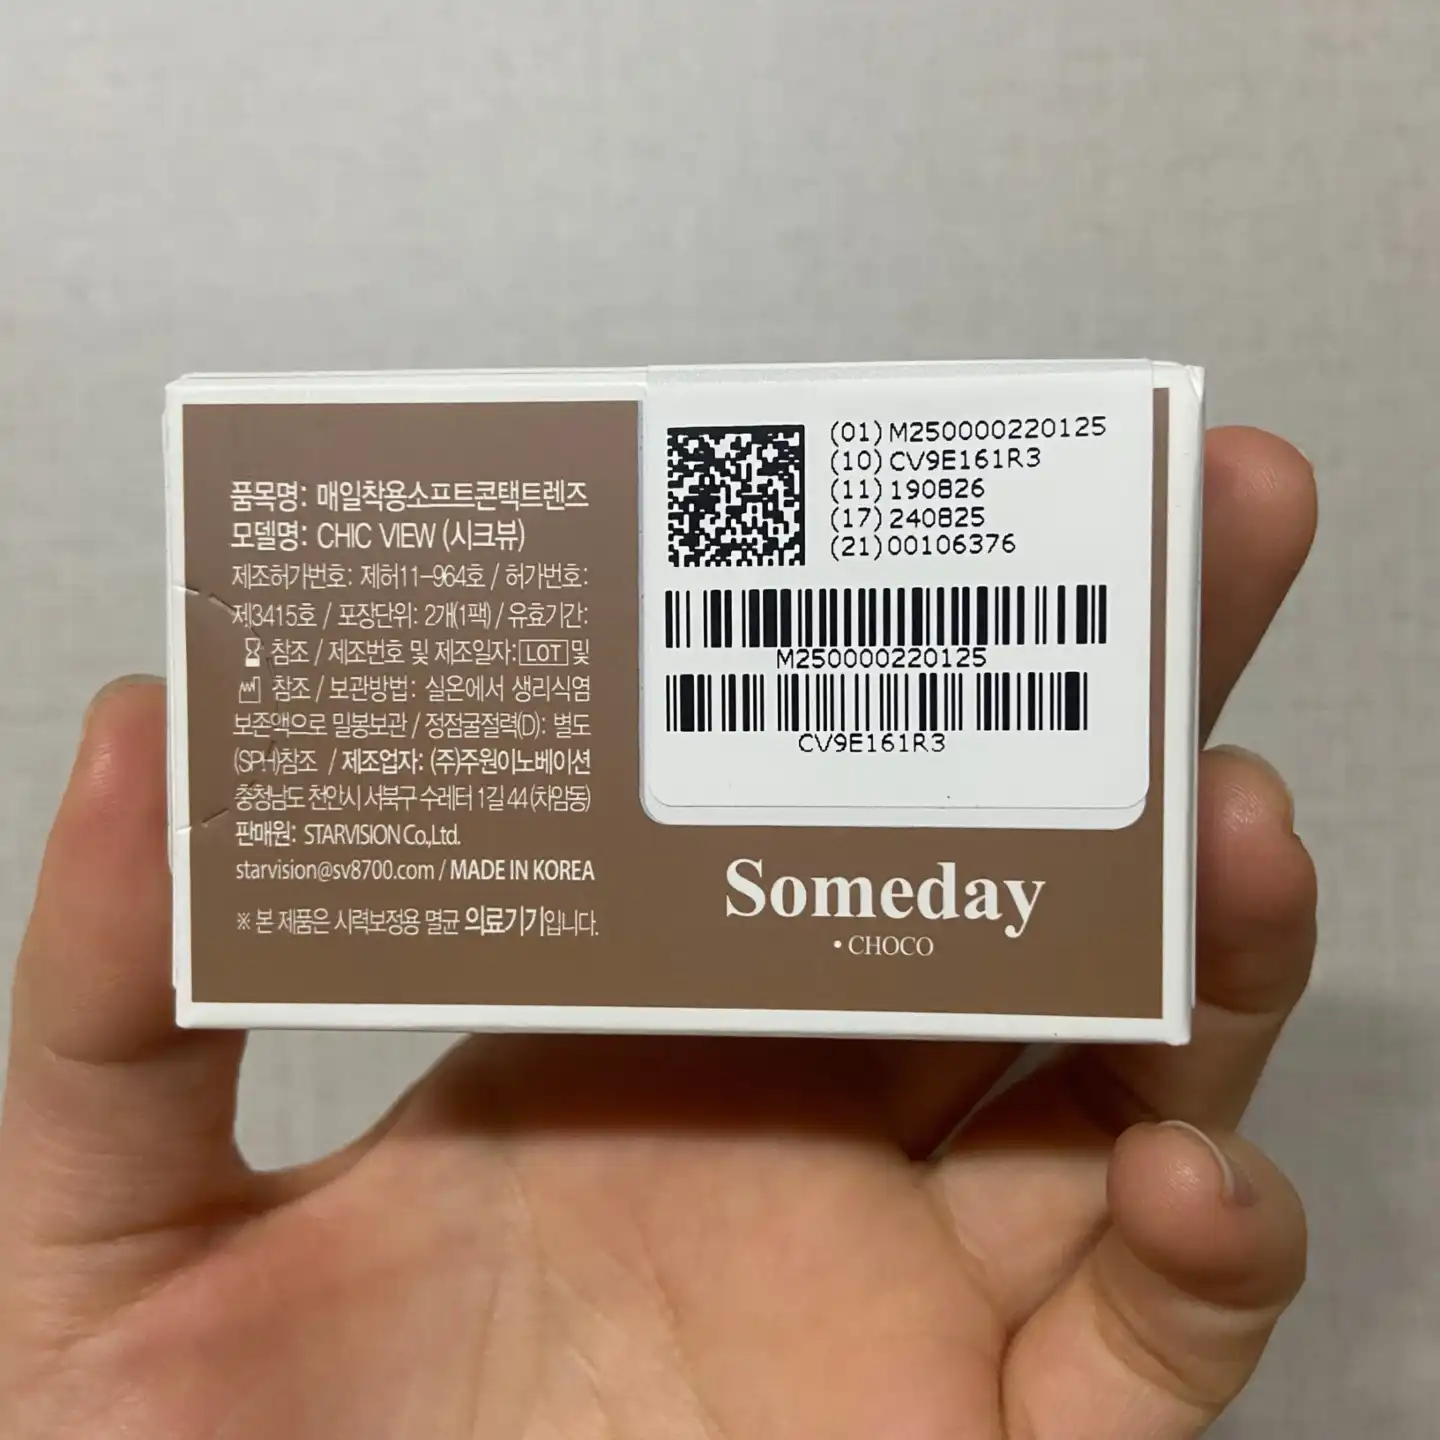 품목명: 매일착용소프트콘택트렌즈
모델명: CHIC VIEW (시크뷰)
제조허가번호: 제허11-964호 / 허가번호:
제3415호 / 포장단위: 2개(1팩) / 유효기간:
참조 / 제조번호 및 제조일자: LOT 및
참조 / 보관방법: 실온에서 생리식염
보존액으로 밀봉보관 / 정점굴절력(D): 별도
(SPH)참조 / 제조업자: (주)주원이노베이션
충청남도 천안시 서북구 수레터 1길 44 (차암동)
판매원: STARVISION Co,.Ltd.
starvision@sv8700.com / MADE IN KOREA
※ 본 제품은 시력보정용 멸균 의료기기입니다.
(01) M250000220125
(10) CV9E161R3
(11) 190826
(17) 240825
(21) 00106376
M250000220125
CV9E161R3
Someday
• CHOCO